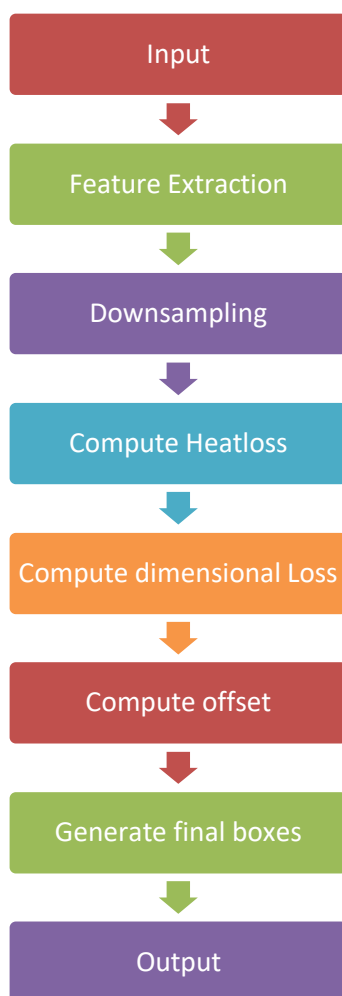 Input
Feature Extraction
Downsampling
Compute Heatloss
Compute dimensional Loss
Compute offset
Generate final boxes
Output